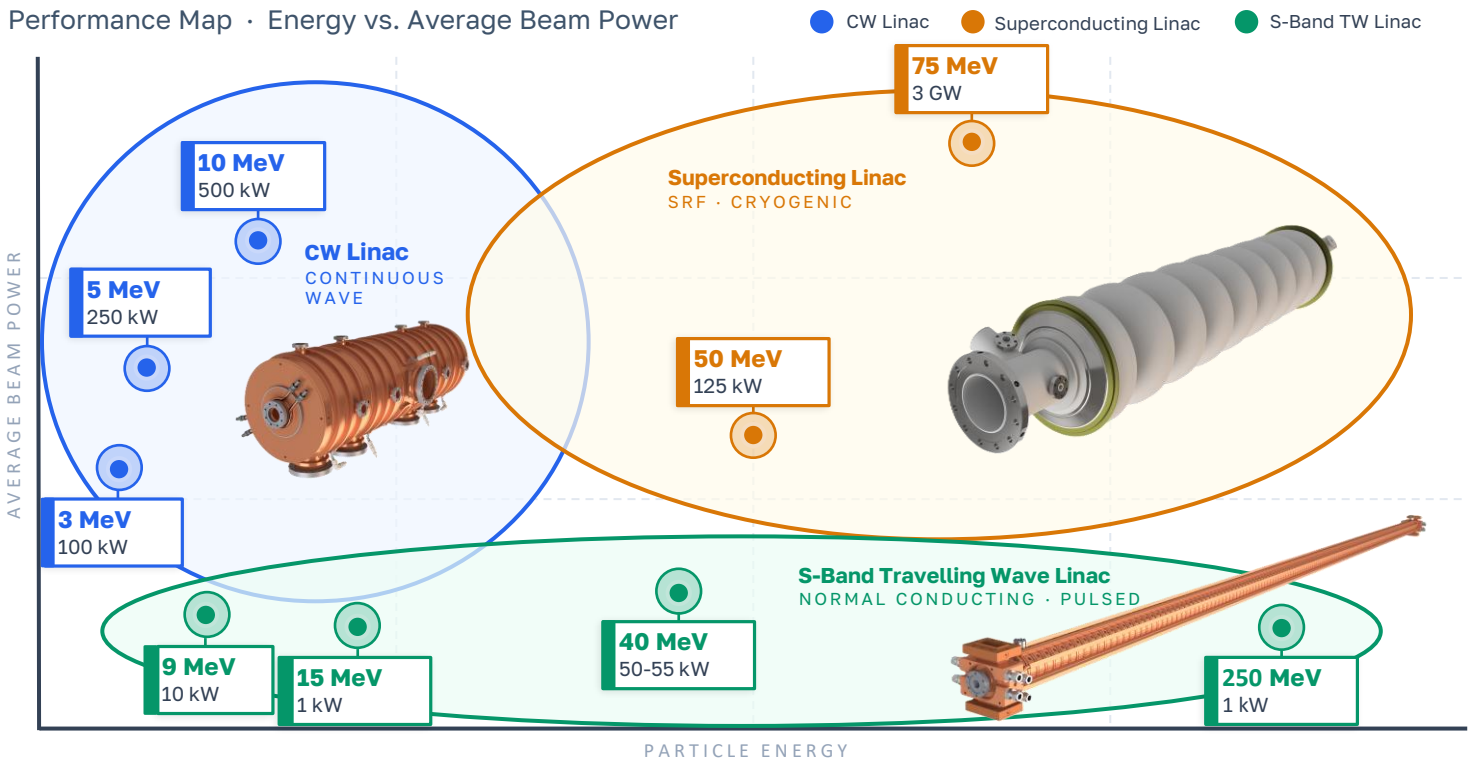 Performance Map · Energy vs. Average Beam Power
CW Linac
Superconducting Linac
S-Band TW Linac
75 MeV
3 GW
10 MeV
500 kW
Superconducting Linac
SRF · CRYOGENIC
CW Linac
CONTINUOUS
WAVE
5 MeV
250 kW
50 MeV
125 kW
3 MeV
100 kW
AVERAGE BEAM POWER
S-Band Travelling Wave Linac
NORMAL CONDUCTING · PULSED
9 MeV
10 kW
15 MeV
1 kW
40 MeV
50-55 kW
250 MeV
1 kW
PARTICLE ENERGY